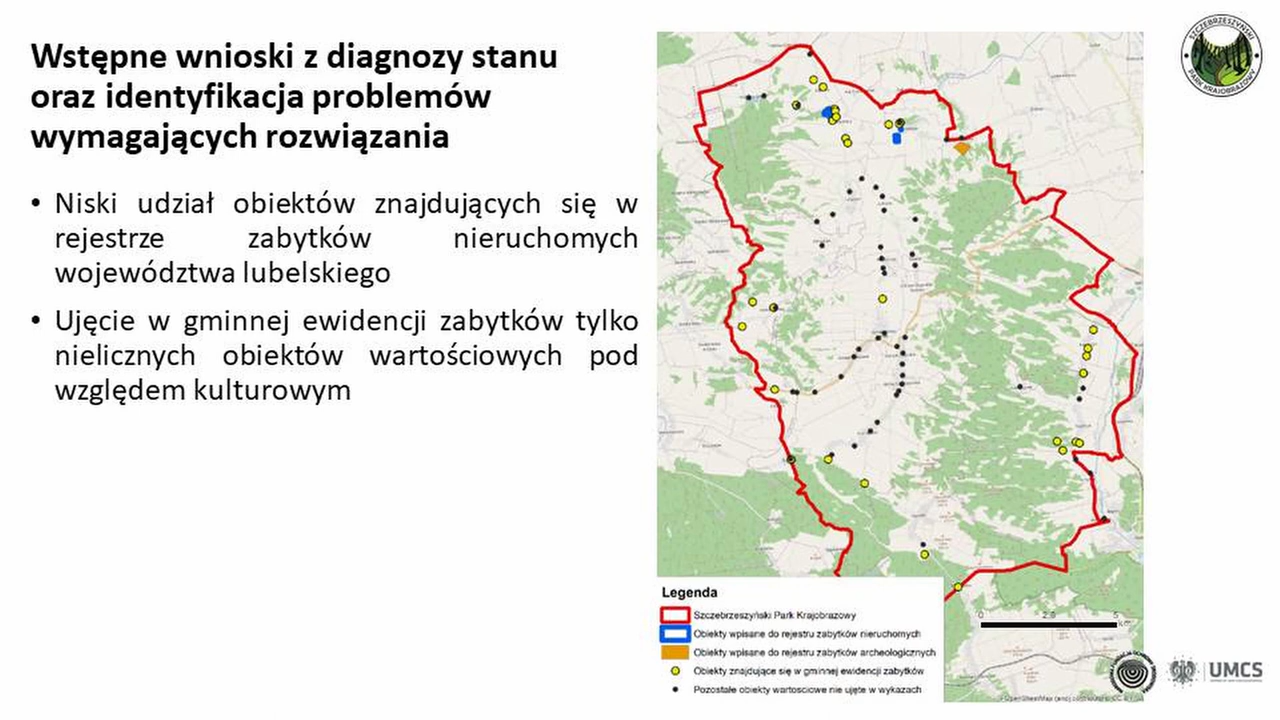 Wstępne wnioski z diagnozy stanu
oraz identyfikacja problemów
wymagających rozwiązania
• Niski udział obiektów znajdujących się w
rejestrze zabytków nieruchomych
województwa lubelskiego
• Ujęcie w gminnej ewidencji zabytków tylko
nielicznych obiektów wartościowych pod
względem kulturowym
SZCZEBRZESZYŃSKI
PARK KRAJOBRAZOWY
Legenda
Szczebrzeszyński Park Krajobrazowy
Obiekty wpisane do rejestru zabytków nieruchomych
Obiekty wpisane do rejestru zabytków archeologicznych
Obiekty znajdujące się w gminnej ewidencji zabytków
Pozostałe obiekty wartościowe nie ujęte w wykazach
0 2,5 5
km
UMCS